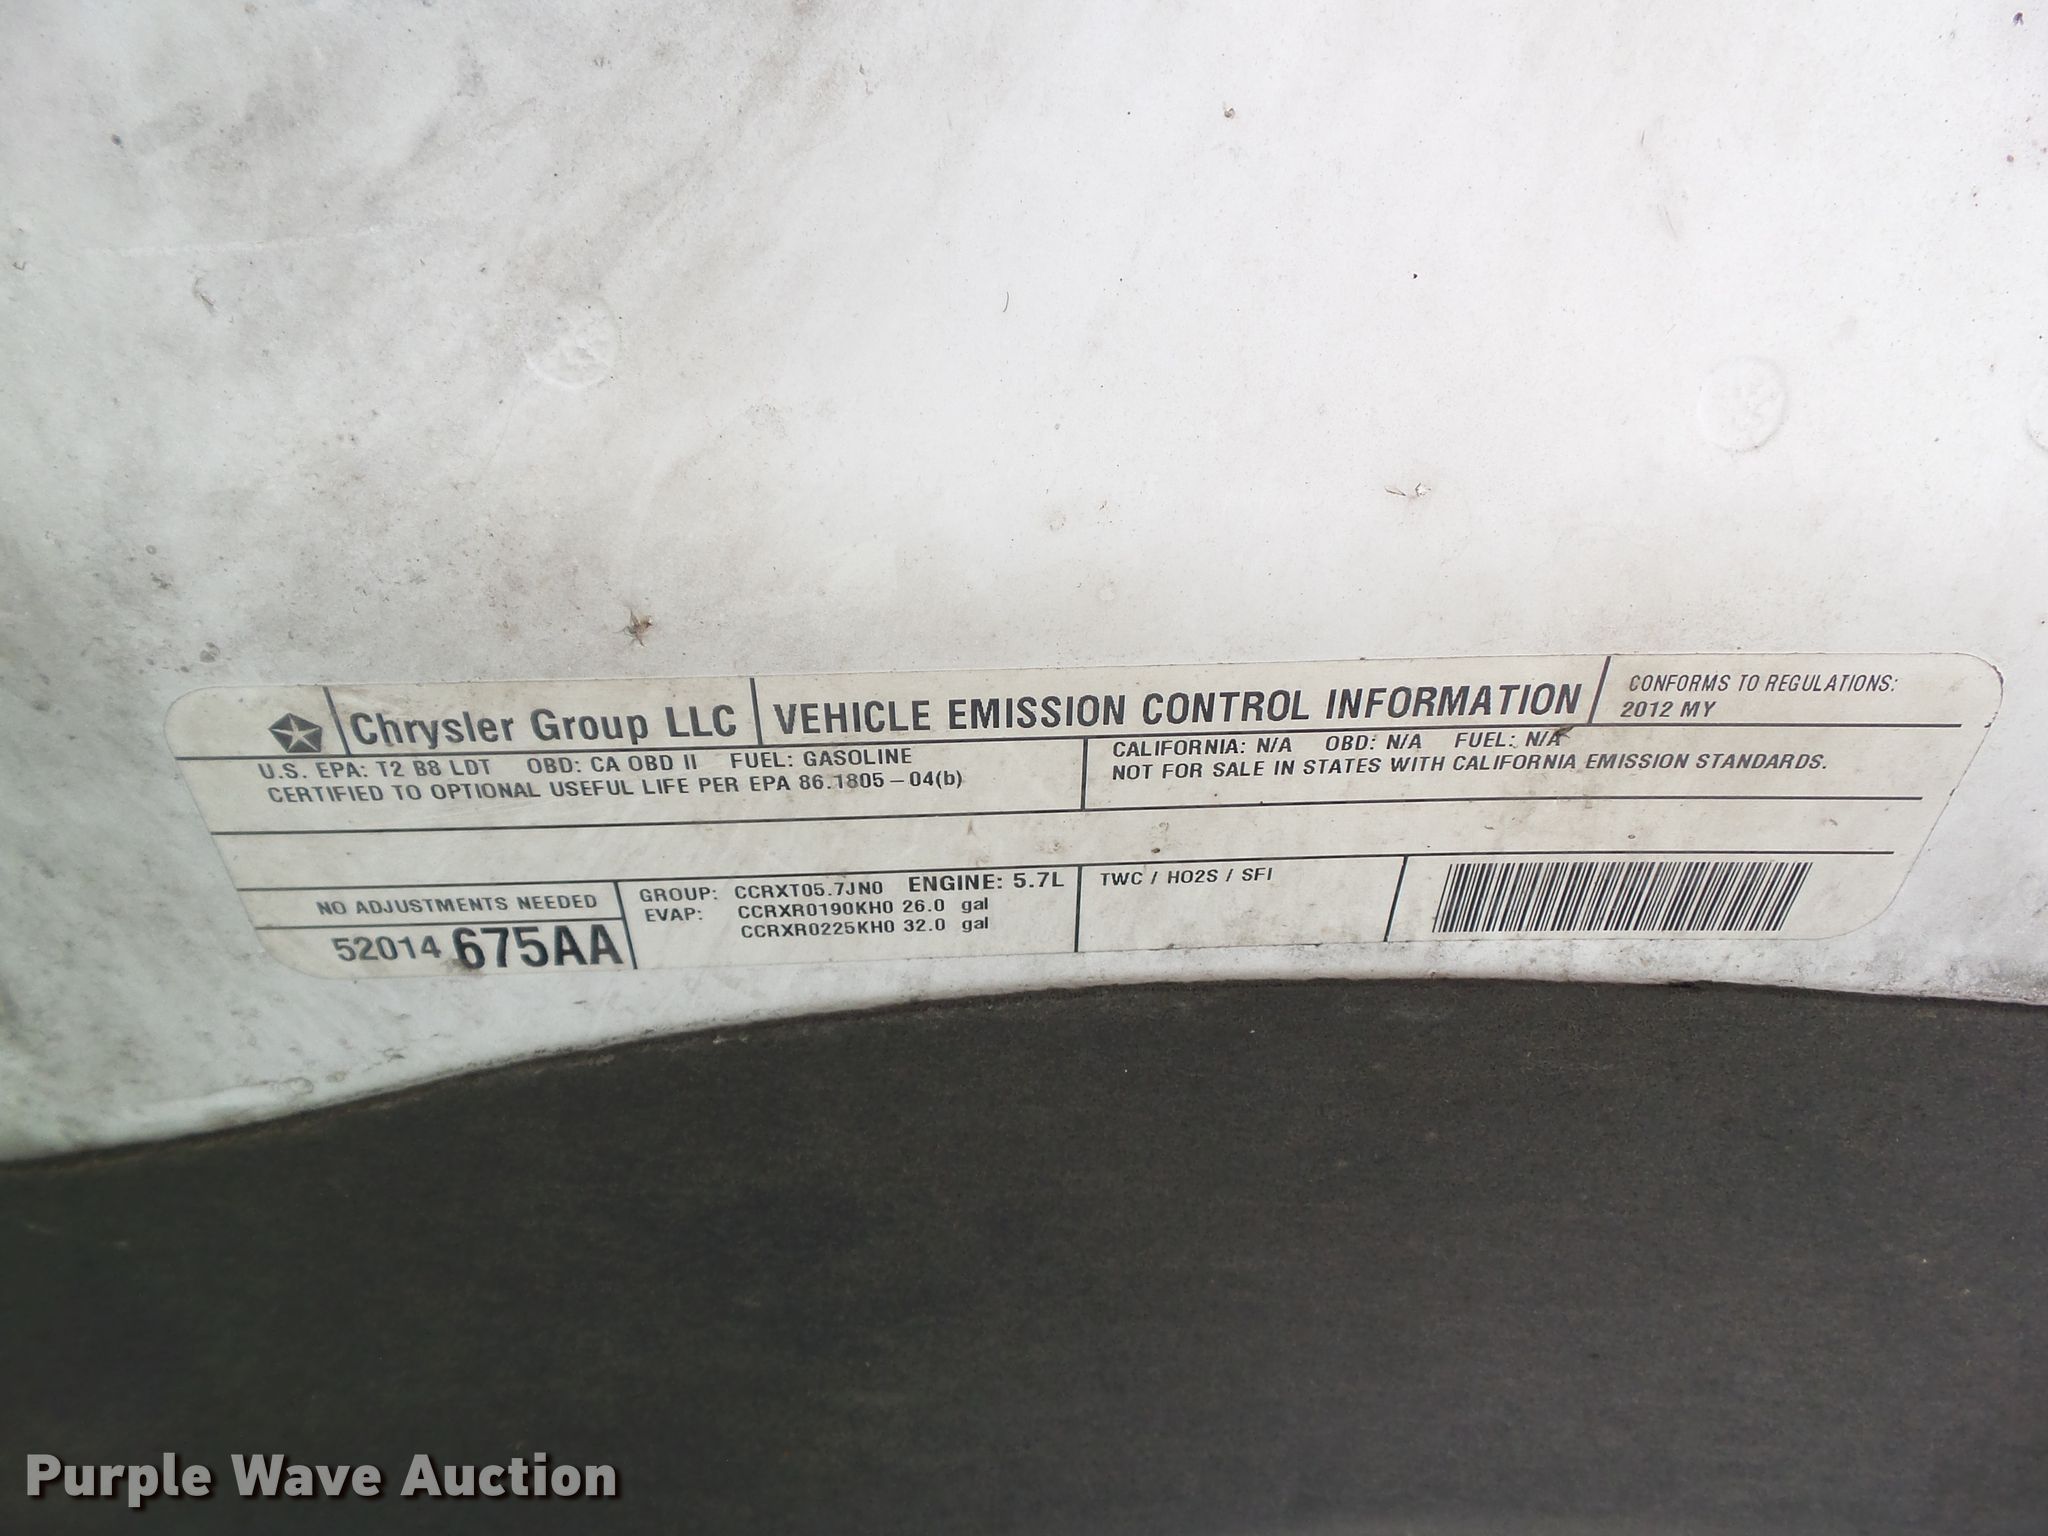 Chrysler Group LLC
VEHICLE EMISSION CONTROL INFORMATION
CONFORMS TO REGULATIONS:
2012 MY
U.S. EPA: T2 B8 LDT OBD: CA OBD II FUEL: GASOLINE
CERTIFIED TO OPTIONAL USEFUL LIFE PER EPA 86.1805-04(b)
CALIFORNIA: N/A OBD: N/A FUEL: N/A
NOT FOR SALE IN STATES WITH CALIFORNIA EMISSION STANDARDS.
NO ADJUSTMENTS NEEDED
52014 675AA
GROUP: CCRXT05.7JN0 ENGINE: 5.7L
EVAP: CCRXR0190KH0 26.0 gal
CCRXR0225KH0 32.0 gal
TWC / HO2S / SFI
Purple Wave Auction